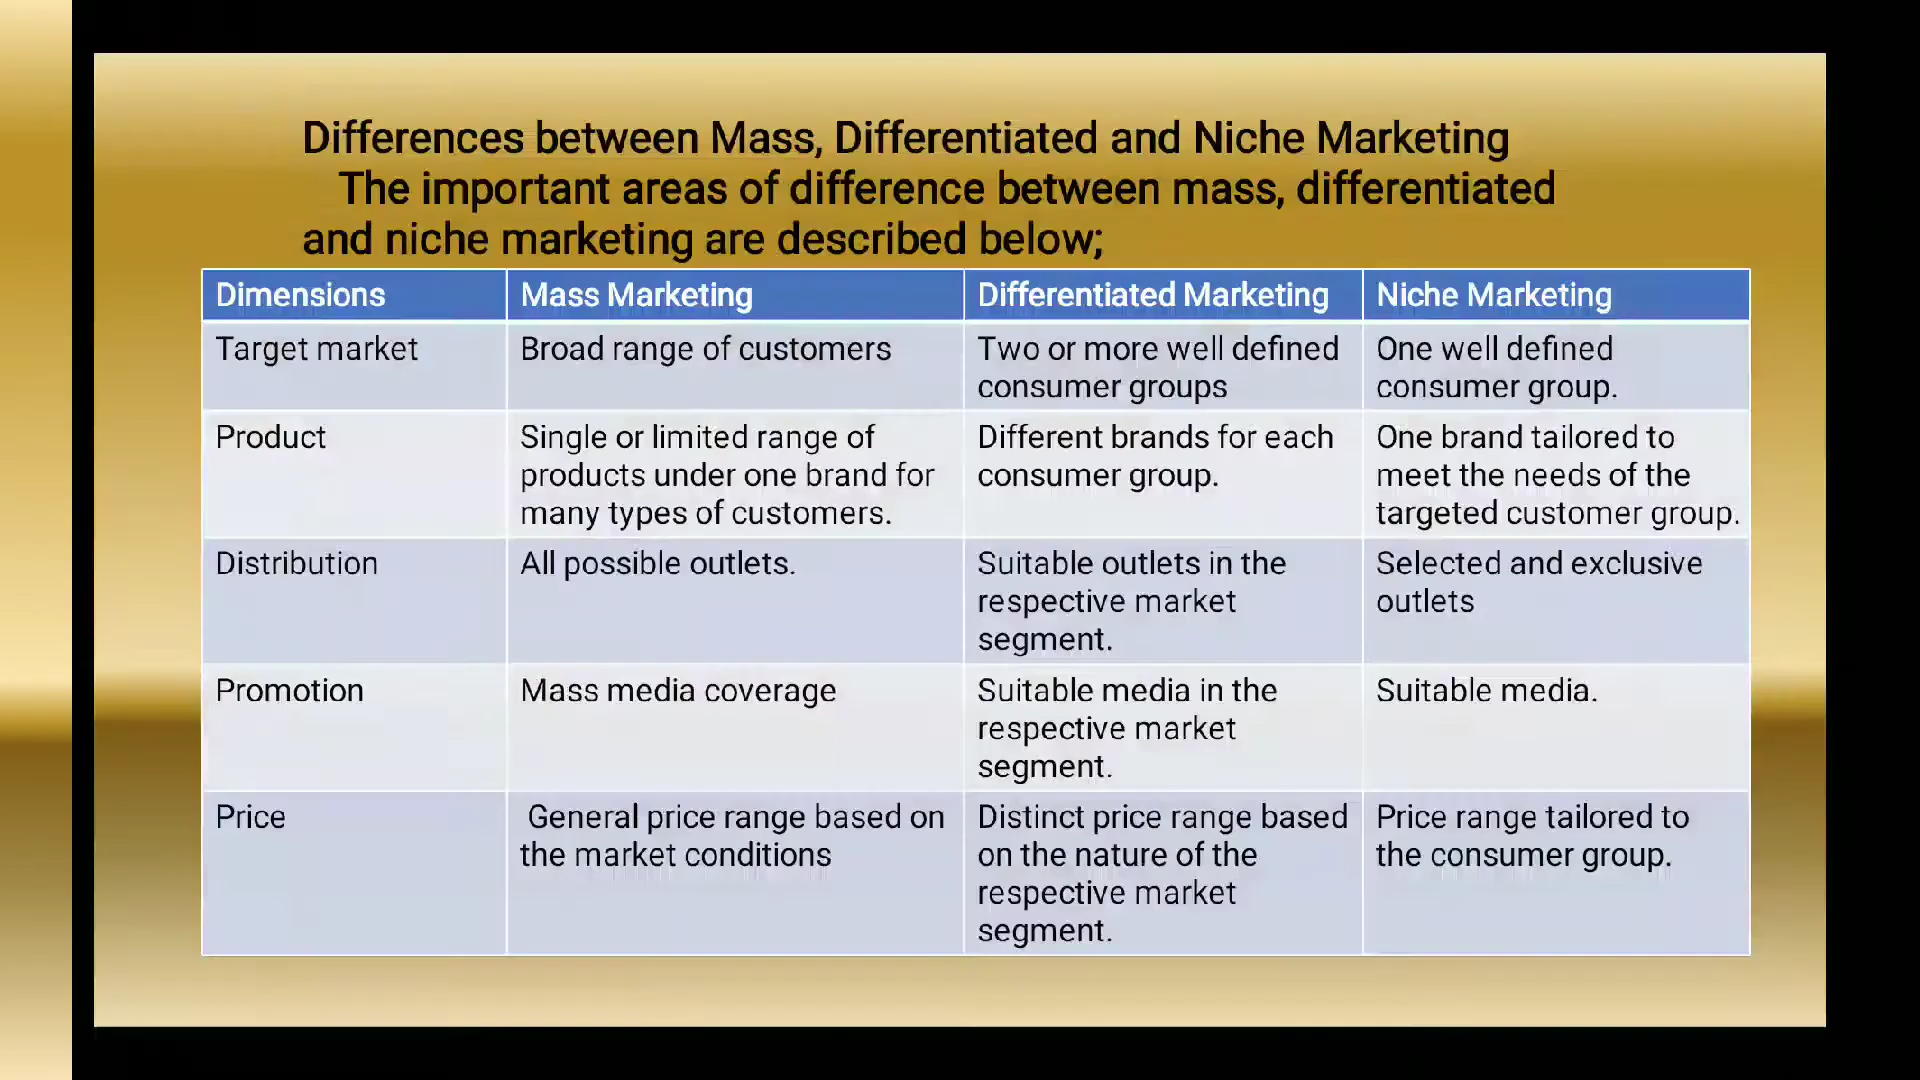 Differences between Mass, Differentiated and Niche Marketing
The important areas of difference between mass, differentiated
and niche marketing are described below;
Dimensions
Mass Marketing
Differentiated Marketing
Niche Marketing
Target market
Broad range of customers
Two or more well defined
consumer groups
One well defined
consumer group.
Product
Single or limited range of
products under one brand for
many types of customers.
Different brands for each
consumer group.
One brand tailored to
meet the needs of the
targeted customer group.
Distribution
All possible outlets.
Suitable outlets in the
respective market
segment.
Selected and exclusive
outlets
Promotion
Mass media coverage
Suitable media in the
respective market
segment.
Suitable media.
Price
General price range based on
the market conditions
Distinct price range based
on the nature of the
respective market
segment.
Price range tailored to
the consumer group.